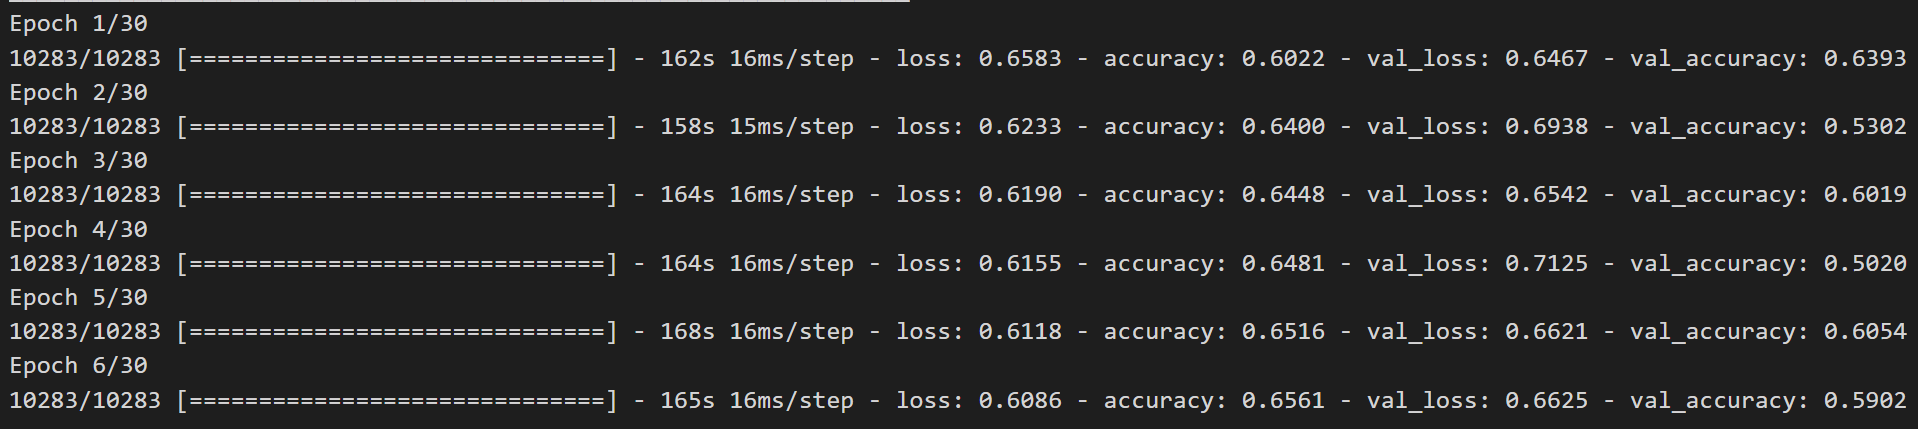 Epoch 1/30
10283/10283 [==============================] - 162s 16ms/step - loss: 0.6583 - accuracy: 0.6022 - val_loss: 0.6467 - val_accuracy: 0.6393
Epoch 2/30
10283/10283 [==============================] - 158s 15ms/step - loss: 0.6233 - accuracy: 0.6400 - val_loss: 0.6938 - val_accuracy: 0.5302
Epoch 3/30
10283/10283 [==============================] - 164s 16ms/step - loss: 0.6190 - accuracy: 0.6448 - val_loss: 0.6542 - val_accuracy: 0.6019
Epoch 4/30
10283/10283 [==============================] - 164s 16ms/step - loss: 0.6155 - accuracy: 0.6481 - val_loss: 0.7125 - val_accuracy: 0.5020
Epoch 5/30
10283/10283 [==============================] - 168s 16ms/step - loss: 0.6118 - accuracy: 0.6516 - val_loss: 0.6621 - val_accuracy: 0.6054
Epoch 6/30
10283/10283 [==============================] - 165s 16ms/step - loss: 0.6086 - accuracy: 0.6561 - val_loss: 0.6625 - val_accuracy: 0.5902